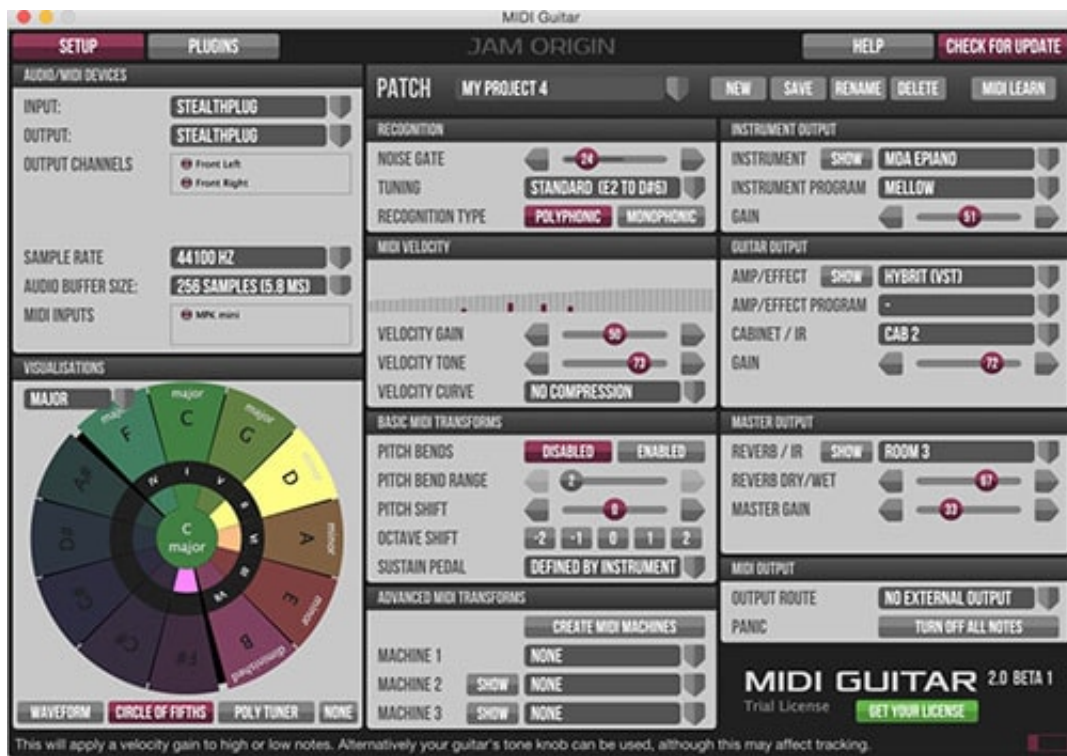 MIDI Guitar
SETUP
PLUGINS
JAM ORIGIN
HELP
CHECK FOR UPDATE
AUDIO/MIDI DEVICES
INPUT: STEALTHPLUG
OUTPUT: STEALTHPLUG
OUTPUT CHANNELS
Front Left
Front Right
SAMPLE RATE 44100 HZ
AUDIO BUFFER SIZE: 256 SAMPLES (5.8 MS)
MIDI INPUTS MPK mini
VISUALISATIONS
MAJOR
major C
major G
D
minor A
minor E
diminished B
F#
D#
A#
major F
IV
I
V
II
VI
III
VII
C
major
WAVEFORM
CIRCLE OF FIFTHS
POLY TUNER
NONE
PATCH MY PROJECT 4
NEW
SAVE
RENAME
DELETE
MIDI LEARN
RECOGNITION
NOISE GATE 24
TUNING STANDARD (E2 TO D#6)
RECOGNITION TYPE POLYPHONIC MONOPHONIC
MIDI VELOCITY
VELOCITY GAIN 50
VELOCITY TONE 73
VELOCITY CURVE NO COMPRESSION
BASIC MIDI TRANSFORMS
PITCH BENDS DISABLED ENABLED
PITCH BEND RANGE 2
PITCH SHIFT 0
OCTAVE SHIFT -2 -1 0 1 2
SUSTAIN PEDAL DEFINED BY INSTRUMENT
ADVANCED MIDI TRANSFORMS
CREATE MIDI MACHINES
MACHINE 1 NONE
MACHINE 2 SHOW NONE
MACHINE 3 SHOW NONE
INSTRUMENT OUTPUT
INSTRUMENT SHOW MDA EPIANO
INSTRUMENT PROGRAM MELLOW
GAIN 51
GUITAR OUTPUT
AMP/EFFECT SHOW HYBRIT (VST)
AMP/EFFECT PROGRAM -
CABINET / IR CAB 2
GAIN 72
MASTER OUTPUT
REVERB / IR SHOW ROOM 3
REVERB DRY/WET 67
MASTER GAIN 33
MIDI OUTPUT
OUTPUT ROUTE NO EXTERNAL OUTPUT
PANIC TURN OFF ALL NOTES
MIDI GUITAR 2.0 BETA 1
Trial License GET YOUR LICENSE
This will apply a velocity gain to high or low notes. Alternatively your guitar's tone knob can be used, although this may affect tracking.